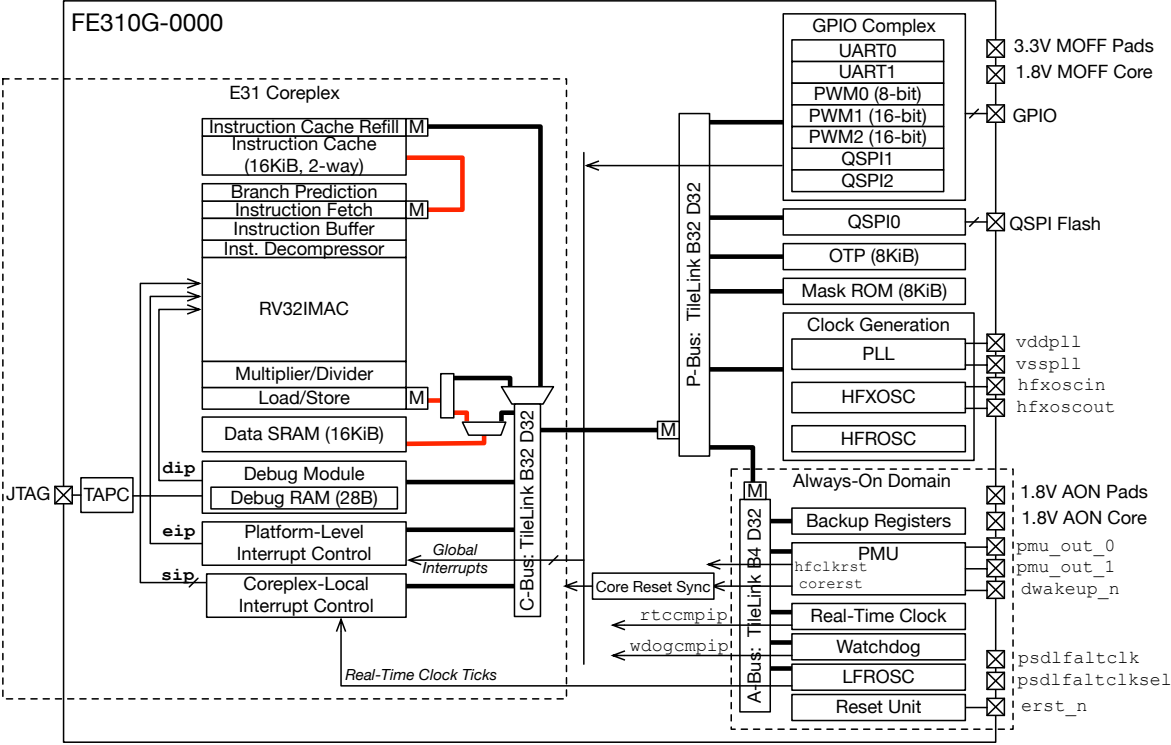 FE310G-0000
E31 Coreplex
Instruction Cache Refill M
Instruction Cache
(16KiB, 2-way)
Branch Prediction
Instruction Fetch M
Instruction Buffer
Inst. Decompressor
RV32IMAC
Multiplier/Divider
Load/Store M
Data SRAM (16KiB)
dip
Debug Module
Debug RAM (28B)
JTAG
TAPC
eip
Platform-Level
Interrupt Control
Global
Interrupts
sip
Coreplex-Local
Interrupt Control
Real-Time Clock Ticks
C-Bus: TileLink B32 D32
Core Reset Sync
rtccmpip
wdogcmpip
M
P-Bus: TileLink B32 D32
GPIO Complex
UART0
UART1
PWM0 (8-bit)
PWM1 (16-bit)
PWM2 (16-bit)
QSPI1
QSPI2
QSPI0
OTP (8KiB)
Mask ROM (8KiB)
Clock Generation
PLL
HFXOSC
HFROSC
Always-On Domain
M
A-Bus: TileLink B4 D32
Backup Registers
PMU
hfclkrst
corerst
Real-Time Clock
Watchdog
LFROSC
Reset Unit
3.3V MOFF Pads
1.8V MOFF Core
GPIO
QSPI Flash
vddpll
vsspll
hfxoscin
hfxoscout
1.8V AON Pads
1.8V AON Core
pmu_out_0
pmu_out_1
dwakeup_n
psdlfaltclk
psdlfaltclksel
erst_n